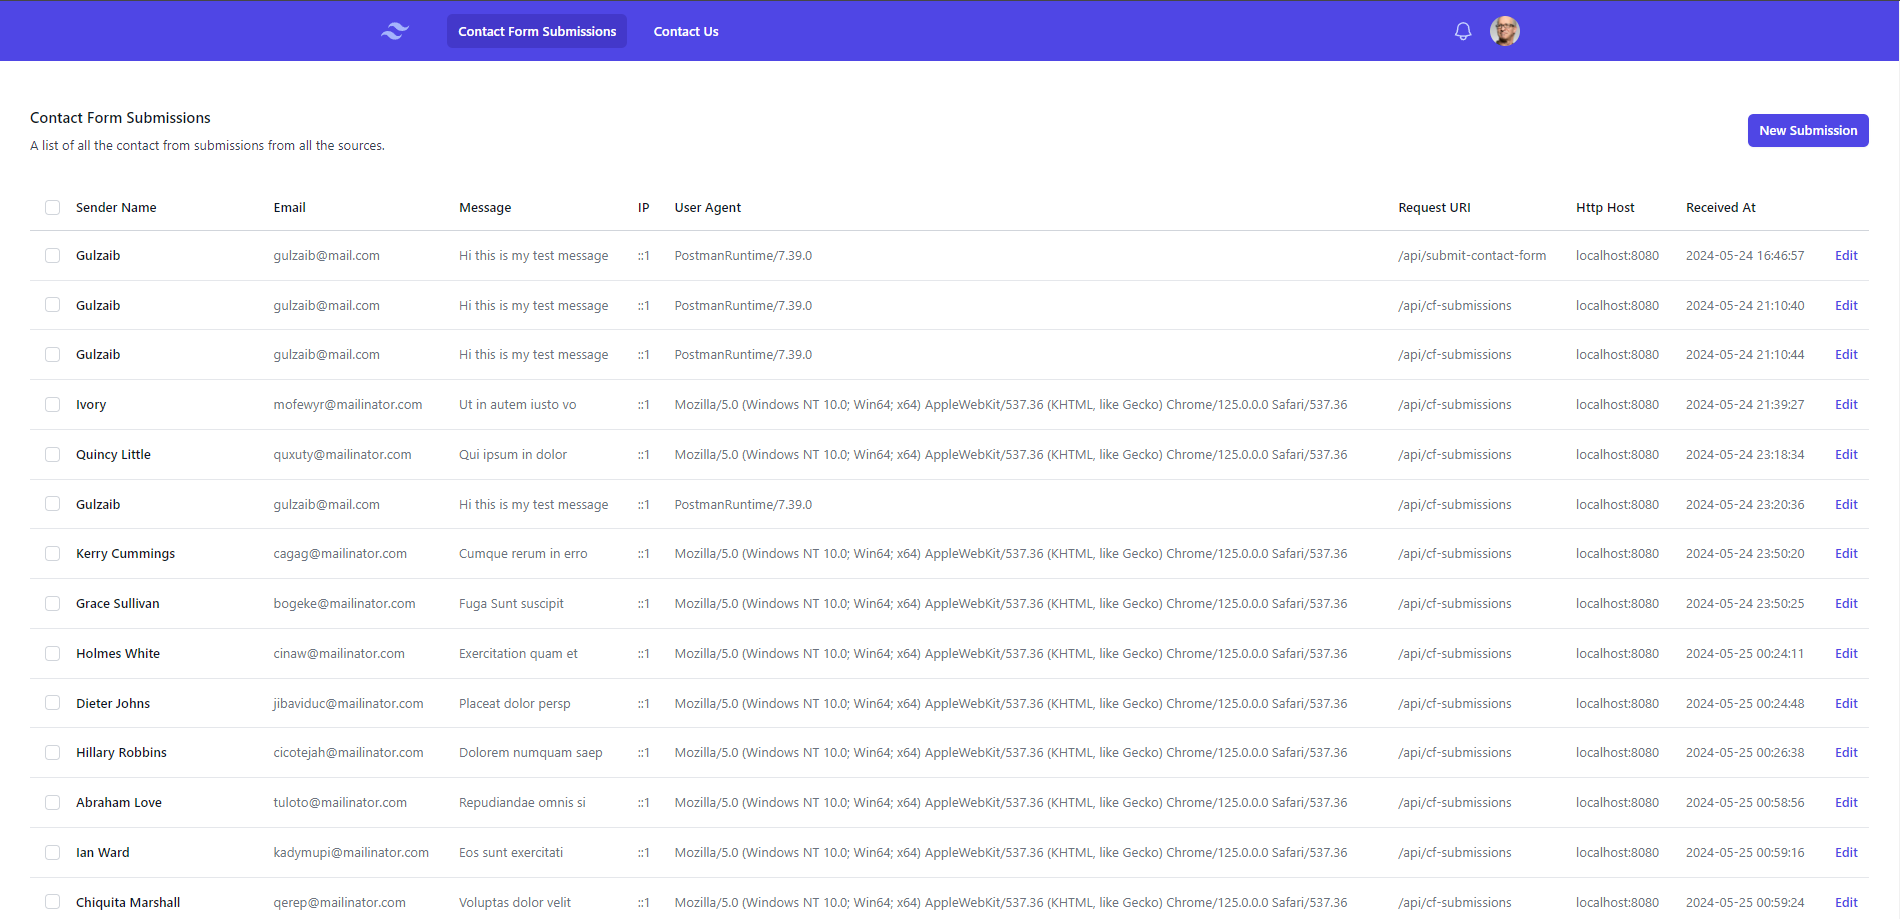 Contact Form Submissions Contact Us
Contact Form Submissions
A list of all the contact from submissions from all the sources.
New Submission
Sender Name Email Message IP User Agent Request URI Http Host Received At
Gulzaib gulzaib@mail.com Hi this is my test message ::1 PostmanRuntime/7.39.0 /api/submit-contact-form localhost:8080 2024-05-24 16:46:57 Edit
Gulzaib gulzaib@mail.com Hi this is my test message ::1 PostmanRuntime/7.39.0 /api/cf-submissions localhost:8080 2024-05-24 21:10:40 Edit
Gulzaib gulzaib@mail.com Hi this is my test message ::1 PostmanRuntime/7.39.0 /api/cf-submissions localhost:8080 2024-05-24 21:10:44 Edit
Ivory mofewyr@mailinator.com Ut in autem iusto vo ::1 Mozilla/5.0 (Windows NT 10.0; Win64; x64) AppleWebKit/537.36 (KHTML, like Gecko) Chrome/125.0.0.0 Safari/537.36 /api/cf-submissions localhost:8080 2024-05-24 21:39:27 Edit
Quincy Little quxuty@mailinator.com Qui ipsum in dolor ::1 Mozilla/5.0 (Windows NT 10.0; Win64; x64) AppleWebKit/537.36 (KHTML, like Gecko) Chrome/125.0.0.0 Safari/537.36 /api/cf-submissions localhost:8080 2024-05-24 23:18:34 Edit
Gulzaib gulzaib@mail.com Hi this is my test message ::1 PostmanRuntime/7.39.0 /api/cf-submissions localhost:8080 2024-05-24 23:20:36 Edit
Kerry Cummings cagag@mailinator.com Cumque rerum in erro ::1 Mozilla/5.0 (Windows NT 10.0; Win64; x64) AppleWebKit/537.36 (KHTML, like Gecko) Chrome/125.0.0.0 Safari/537.36 /api/cf-submissions localhost:8080 2024-05-24 23:50:20 Edit
Grace Sullivan bogeke@mailinator.com Fuga Sunt suscipit ::1 Mozilla/5.0 (Windows NT 10.0; Win64; x64) AppleWebKit/537.36 (KHTML, like Gecko) Chrome/125.0.0.0 Safari/537.36 /api/cf-submissions localhost:8080 2024-05-24 23:50:25 Edit
Holmes White cinaw@mailinator.com Exercitation quam et ::1 Mozilla/5.0 (Windows NT 10.0; Win64; x64) AppleWebKit/537.36 (KHTML, like Gecko) Chrome/125.0.0.0 Safari/537.36 /api/cf-submissions localhost:8080 2024-05-25 00:24:11 Edit
Dieter Johns jibaviduc@mailinator.com Placeat dolor persp ::1 Mozilla/5.0 (Windows NT 10.0; Win64; x64) AppleWebKit/537.36 (KHTML, like Gecko) Chrome/125.0.0.0 Safari/537.36 /api/cf-submissions localhost:8080 2024-05-25 00:24:48 Edit
Hillary Robbins cicotejah@mailinator.com Dolorem numquam saep ::1 Mozilla/5.0 (Windows NT 10.0; Win64; x64) AppleWebKit/537.36 (KHTML, like Gecko) Chrome/125.0.0.0 Safari/537.36 /api/cf-submissions localhost:8080 2024-05-25 00:26:38 Edit
Abraham Love tuloto@mailinator.com Repudiandae omnis si ::1 Mozilla/5.0 (Windows NT 10.0; Win64; x64) AppleWebKit/537.36 (KHTML, like Gecko) Chrome/125.0.0.0 Safari/537.36 /api/cf-submissions localhost:8080 2024-05-25 00:58:56 Edit
Ian Ward kadymupi@mailinator.com Eos sunt exercitati ::1 Mozilla/5.0 (Windows NT 10.0; Win64; x64) AppleWebKit/537.36 (KHTML, like Gecko) Chrome/125.0.0.0 Safari/537.36 /api/cf-submissions localhost:8080 2024-05-25 00:59:16 Edit
Chiquita Marshall qerep@mailinator.com Voluptas dolor velit ::1 Mozilla/5.0 (Windows NT 10.0; Win64; x64) AppleWebKit/537.36 (KHTML, like Gecko) Chrome/125.0.0.0 Safari/537.36 /api/cf-submissions localhost:8080 2024-05-25 00:59:24 Edit